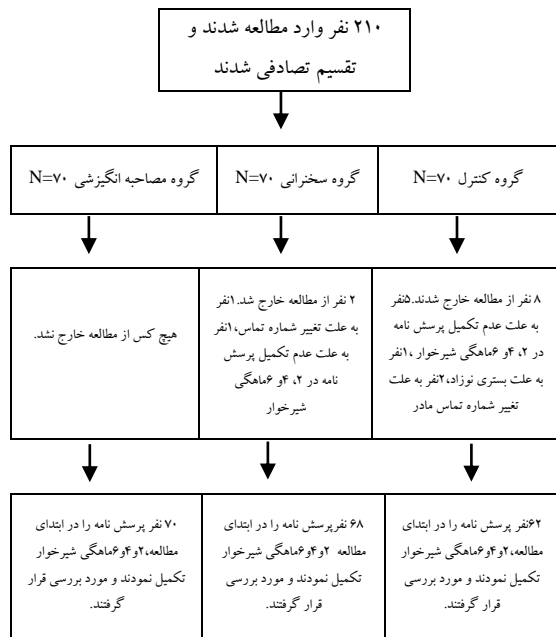 ۲۱۰ نفر وارد مطالعه شدند و
تقسیم تصادفی شدند
گروه کنترل N=۷۰
گروه سخنرانی N=۷۰
گروه مصاحبه انگیزشی N=۷۰
۸ نفر از مطالعه خارج شدند.۵نفر
به علت عدم تکمیل پرسش نامه
در ۲، ۴و ۶ماهگی شیرخوار ،۱نفر
به علت بستری نوزاد،۲نفر به علت
تغییر شماره تماس مادر
۲ نفر از مطالعه خارج شد.۱نفر
به علت تغییر شماره تماس،۱نفر
به علت عدم تکمیل پرسش
نامه در ۲، ۴و ۶ماهگی
شیرخوار
هیچ کس از مطالعه خارج نشد.
۶۲نفر پرسش نامه را در ابتدای
مطالعه،۲و۴و۶ماهگی شیرخوار
تکمیل نمودند و مورد بررسی قرار
گرفتند.
۶۸ نفرپرسش نامه را در ابتدای
مطالعه ۲و۴و۶ماهگی شیرخوار
تکمیل نمودند و مورد بررسی
قرار گرفتند.
۷۰ نفر پرسش نامه را در ابتدای
مطالعه،۲و۴و۶ماهگی شیرخوار
تکمیل نمودند و مورد بررسی قرار
گرفتند.